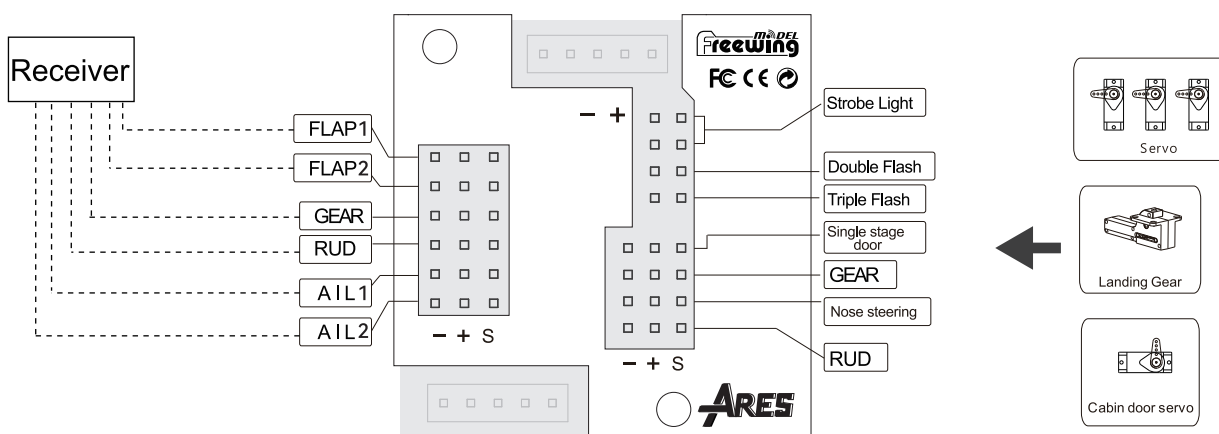 Receiver
FLAP1
FLAP2
GEAR
RUD
AIL1
AIL2
− + S
MODEL
Freewing
FC CE
− +
Strobe Light
Double Flash
Triple Flash
Single stage
door
GEAR
Nose steering
RUD
− + S
ARES
Servo
Landing Gear
Cabin door servo